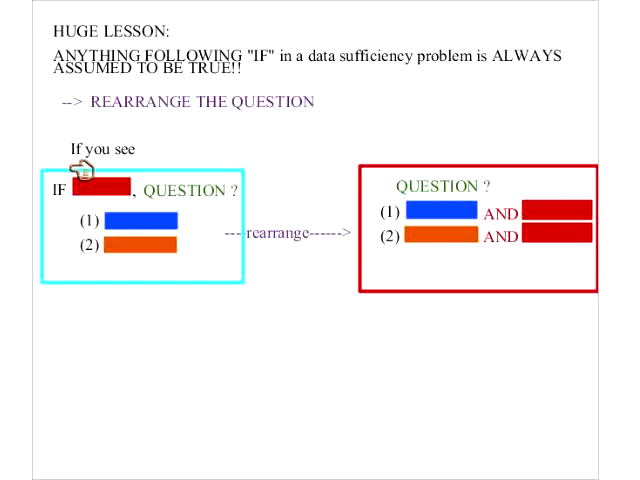 HUGE LESSON:
ANYTHING FOLLOWING "IF" in a data sufficiency problem is ALWAYS
ASSUMED TO BE TRUE!!
--> REARRANGE THE QUESTION
If you see
IF , QUESTION ?
(1)
(2)
--- rearrange------>
QUESTION ?
(1) AND
(2) AND